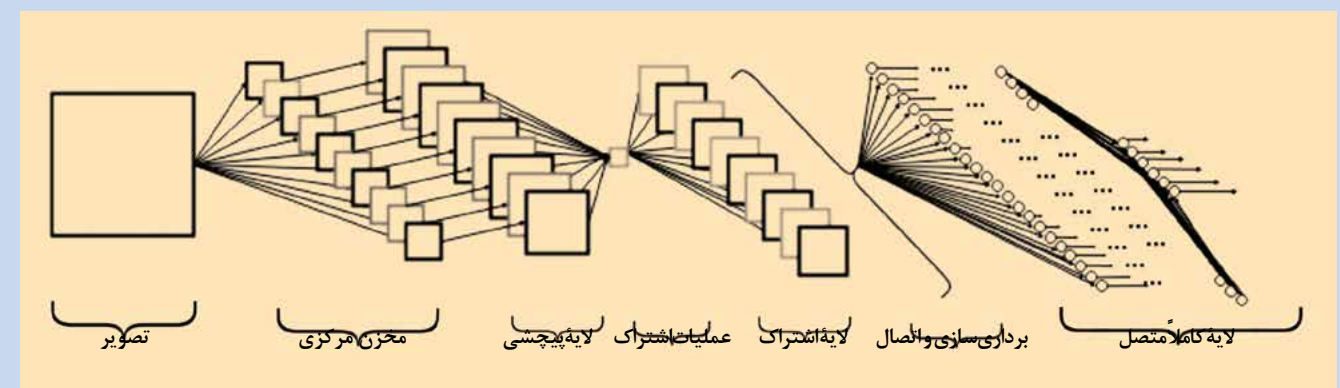 تصویر
مخزن مرکزی
لایهٔ پیچشی
عملیات اشتراک
لایهٔ اشتراک
برداری‌سازی و اتصال
لایهٔ کاملاً متصل